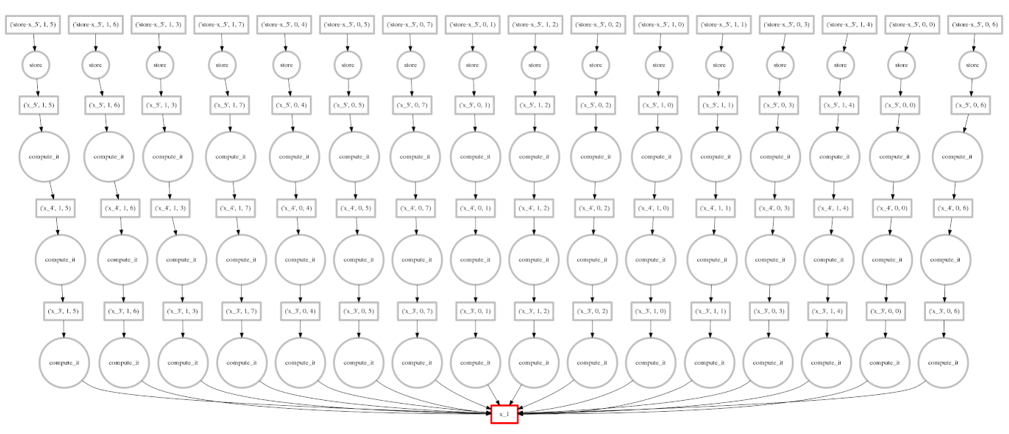 ('store-x_5', 1, 5) ('store-x_5', 1, 6) ('store-x_5', 1, 3) ('store-x_5', 1, 7) ('store-x_5', 0, 4) ('store-x_5', 0, 5) ('store-x_5', 0, 7) ('store-x_5', 0, 1) ('store-x_5', 1, 2) ('store-x_5', 0, 2) ('store-x_5', 1, 0) ('store-x_5', 1, 1) ('store-x_5', 0, 3) ('store-x_5', 1, 4) ('store-x_5', 0, 0) ('store-x_5', 0, 6)
store store store store store store store store store store store store store store store store
('x_5', 1, 5) ('x_5', 1, 6) ('x_5', 1, 3) ('x_5', 1, 7) ('x_5', 0, 4) ('x_5', 0, 5) ('x_5', 0, 7) ('x_5', 0, 1) ('x_5', 1, 2) ('x_5', 0, 2) ('x_5', 1, 0) ('x_5', 1, 1) ('x_5', 0, 3) ('x_5', 1, 4) ('x_5', 0, 0) ('x_5', 0, 6)
compute_it compute_it compute_it compute_it compute_it compute_it compute_it compute_it compute_it compute_it compute_it compute_it compute_it compute_it compute_it compute_it
('x_4', 1, 5) ('x_4', 1, 6) ('x_4', 1, 3) ('x_4', 1, 7) ('x_4', 0, 4) ('x_4', 0, 5) ('x_4', 0, 7) ('x_4', 0, 1) ('x_4', 1, 2) ('x_4', 0, 2) ('x_4', 1, 0) ('x_4', 1, 1) ('x_4', 0, 3) ('x_4', 1, 4) ('x_4', 0, 0) ('x_4', 0, 6)
compute_it compute_it compute_it compute_it compute_it compute_it compute_it compute_it compute_it compute_it compute_it compute_it compute_it compute_it compute_it compute_it
('x_3', 1, 5) ('x_3', 1, 6) ('x_3', 1, 3) ('x_3', 1, 7) ('x_3', 0, 4) ('x_3', 0, 5) ('x_3', 0, 7) ('x_3', 0, 1) ('x_3', 1, 2) ('x_3', 0, 2) ('x_3', 1, 0) ('x_3', 1, 1) ('x_3', 0, 3) ('x_3', 1, 4) ('x_3', 0, 0) ('x_3', 0, 6)
compute_it compute_it compute_it compute_it compute_it compute_it compute_it compute_it compute_it compute_it compute_it compute_it compute_it compute_it compute_it compute_it
x_1